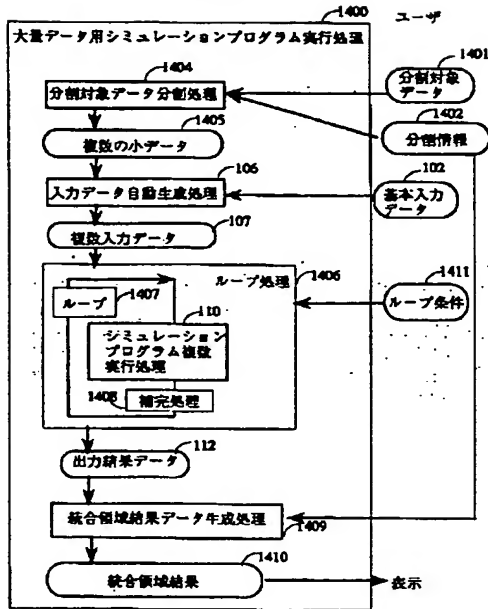 1400
ユーザ
大量データ用シミュレーションプログラム実行処理
1404
分割対象データ分割処理
1401
分割対象
データ
1405
複数の小データ
1402
分割情報
106
入力データ自動生成処理
102
基本入力
データ
107
複数入力データ
ループ処理
1406
1407
ループ
1411
ループ条件
110
シミュレーション
プログラム複数
実行処理
1408
補完処理
112
出力結果データ
統合領域結果データ生成処理
1409
1410
統合領域結果
表示